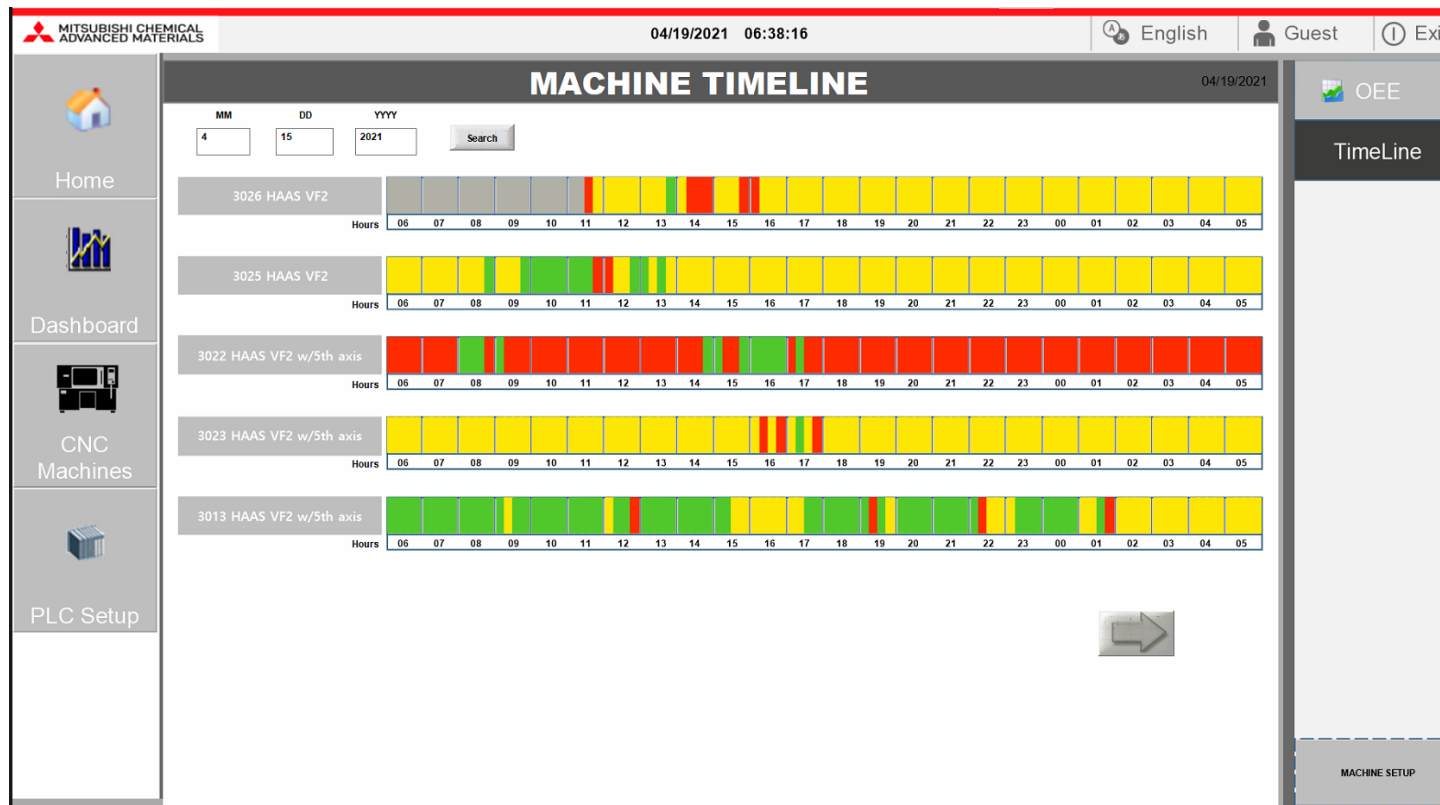 MITSUBISHI CHEMICAL
ADVANCED MATERIALS
04/19/2021 06:38:16
English
Guest
Exi
MACHINE TIMELINE
04/19/2021
OEE
TimeLine
Home
Dashboard
CNC
Machines
PLC Setup
MM DD YYYY
4 15 2021 Search
3026 HAAS VF2
Hours 06 07 08 09 10 11 12 13 14 15 16 17 18 19 20 21 22 23 00 01 02 03 04 05
3025 HAAS VF2
Hours 06 07 08 09 10 11 12 13 14 15 16 17 18 19 20 21 22 23 00 01 02 03 04 05
3022 HAAS VF2 w/5th axis
Hours 06 07 08 09 10 11 12 13 14 15 16 17 18 19 20 21 22 23 00 01 02 03 04 05
3023 HAAS VF2 w/5th axis
Hours 06 07 08 09 10 11 12 13 14 15 16 17 18 19 20 21 22 23 00 01 02 03 04 05
3013 HAAS VF2 w/5th axis
Hours 06 07 08 09 10 11 12 13 14 15 16 17 18 19 20 21 22 23 00 01 02 03 04 05
MACHINE SETUP